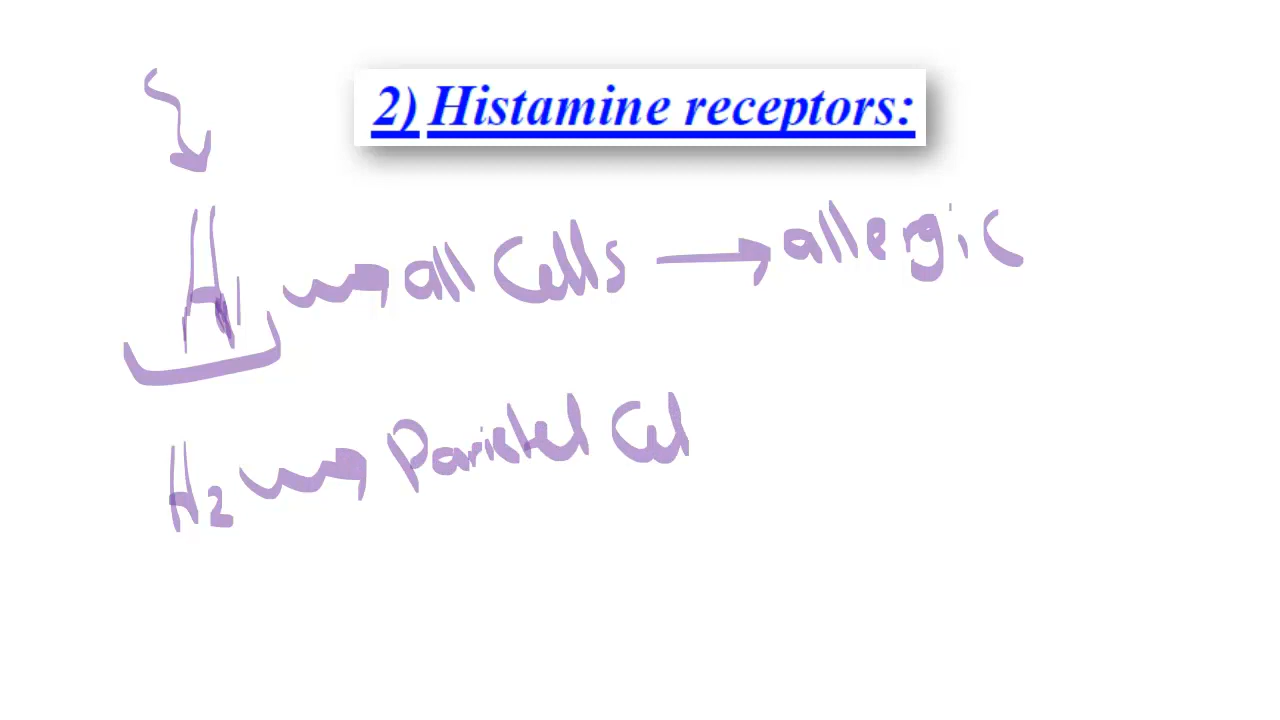 2) Histamine receptors:
H1 → all Cells → allergic
H2 → Parietal Cel